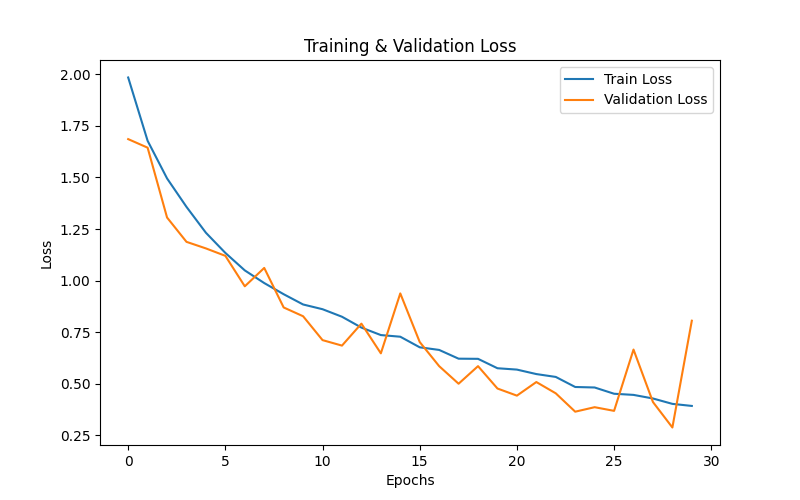 Training & Validation Loss
Train Loss
Validation Loss
Loss
2.00
1.75
1.50
1.25
1.00
0.75
0.50
0.25
0 5 10 15 20 25 30
Epochs